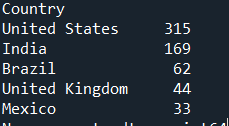 Country
United States 315
India 169
Brazil 62
United Kingdom 44
Mexico 33